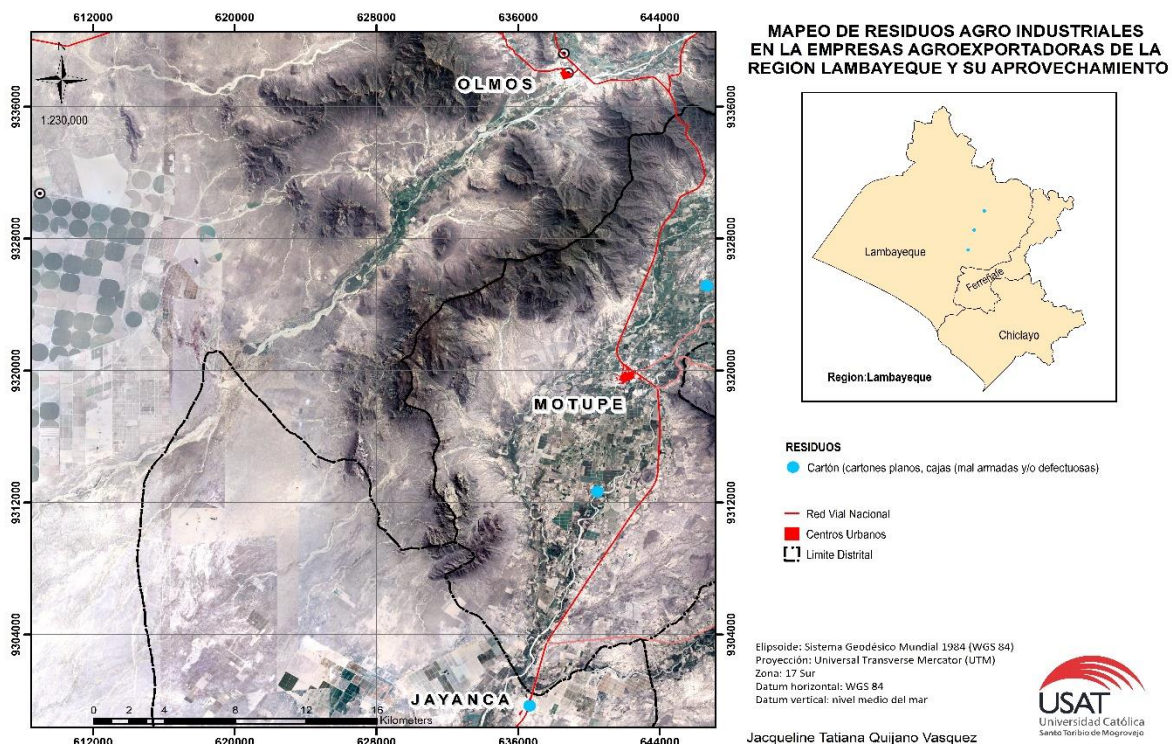 612000 620000 628000 636000 644000
MAPEO DE RESIDUOS AGRO INDUSTRIALES
EN LA EMPRESAS AGROEXPORTADORAS DE LA
REGION LAMBAYEQUE Y SU APROVECHAMIENTO
N
1:230,000
OLMOS
9336000 9336000
9328000 9328000
9320000 9320000
MOTUPE
9312000 9312000
9304000 9304000
JAYANCA
0 2 4 8 12 16
Kilometers
612000 620000 628000 636000 644000
Lambayeque
Ferreñafe
Chiclayo
Region:Lambayeque
RESIDUOS
Cartón (cartones planos, cajas (mal armadas y/o defectuosas)
Red Vial Nacional
Centros Urbanos
Limite Distrital
Elipsoide: Sistema Geodésico Mundial 1984 (WGS 84)
Proyección: Universal Transverse Mercator (UTM)
Zona: 17 Sur
Datum horizontal: WGS 84
Datum vertical: nivel medio del mar
USAT
Universidad Católica
Santo Toribio de Mogrovejo
Jacqueline Tatiana Quijano Vasquez